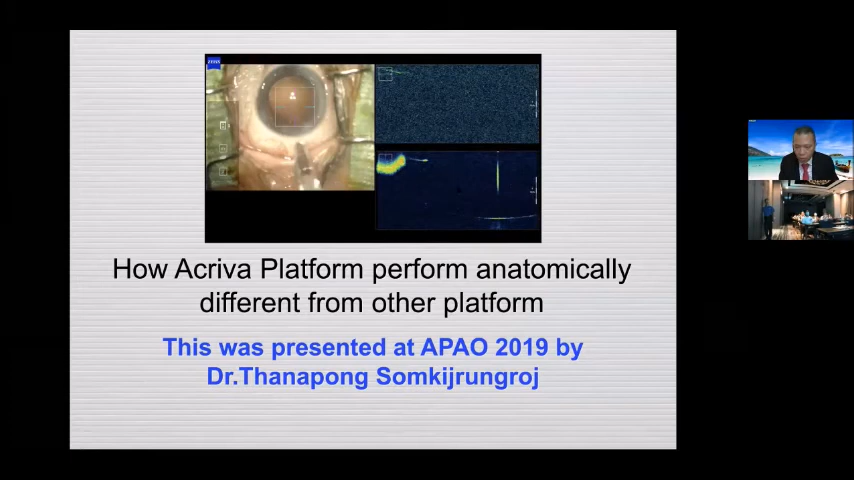 ZEISS
How Acriva Platform perform anatomically
different from other platform
This was presented at APAO 2019 by
Dr.Thanapong Somkijrungroj